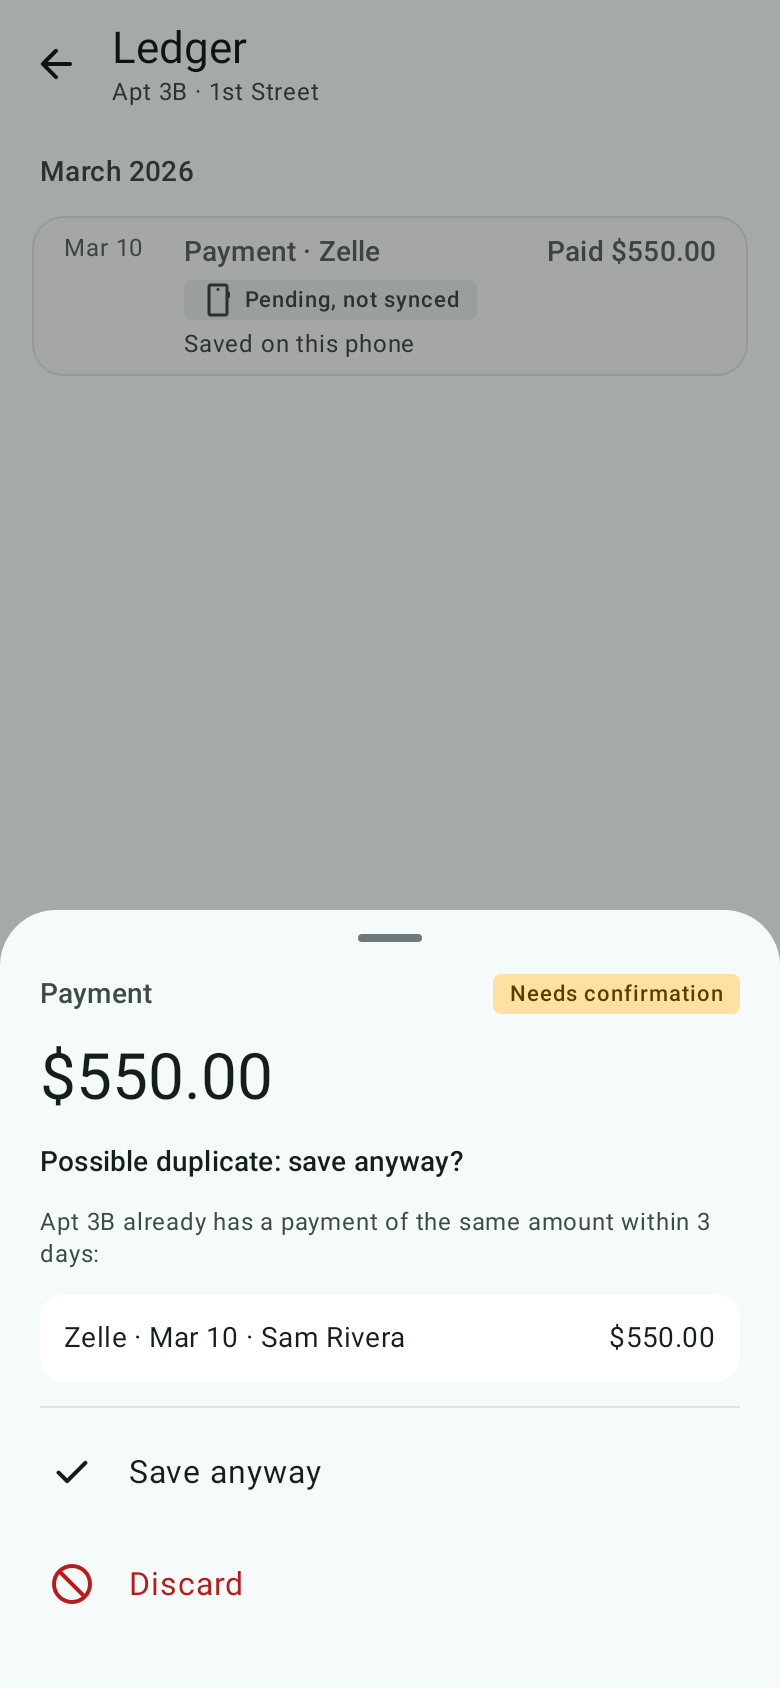 Ledger
Apt 3B · 1st Street
March 2026
Mar 10 Payment · Zelle Paid $550.00
Pending, not synced
Saved on this phone
Payment Needs confirmation
$550.00
Possible duplicate: save anyway?
Apt 3B already has a payment of the same amount within 3
days:
Zelle · Mar 10 · Sam Rivera $550.00
Save anyway
Discard